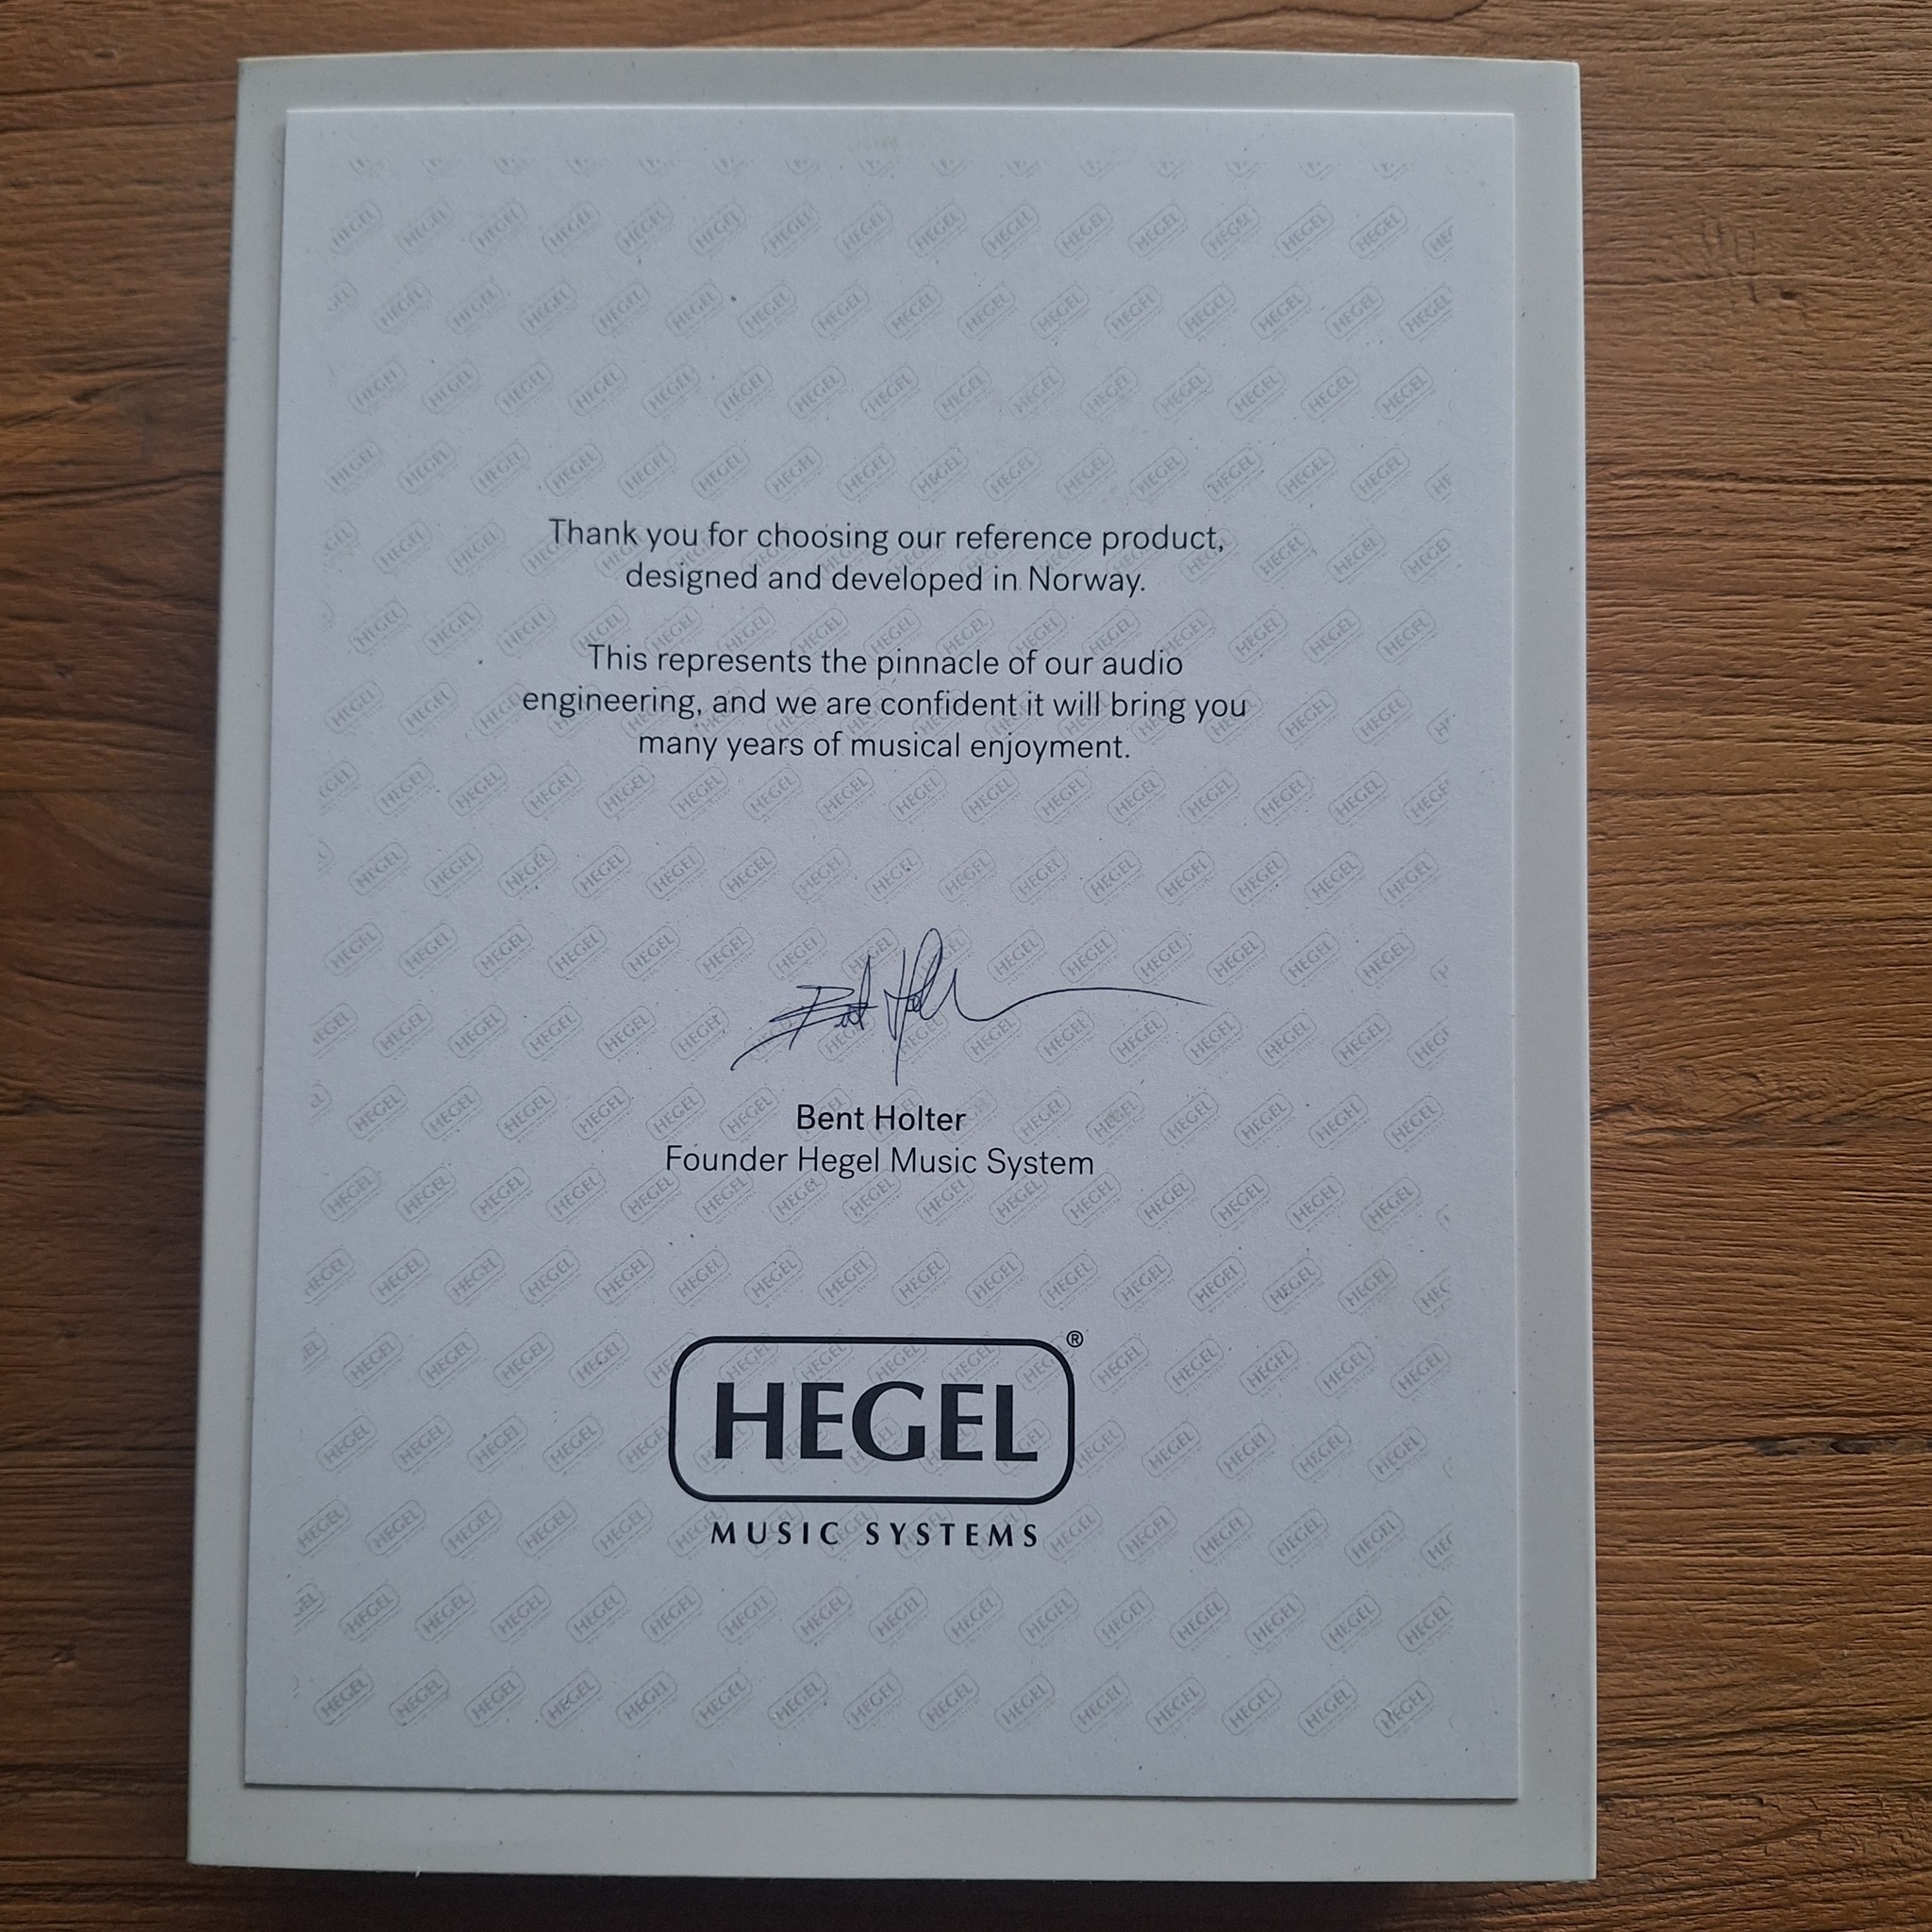 Thank you for choosing our reference product,
designed and developed in Norway.
This represents the pinnacle of our audio
engineering, and we are confident it will bring you
many years of musical enjoyment.
Bent Holter
Bent Holter
Founder Hegel Music System
HEGEL®
MUSIC SYSTEMS